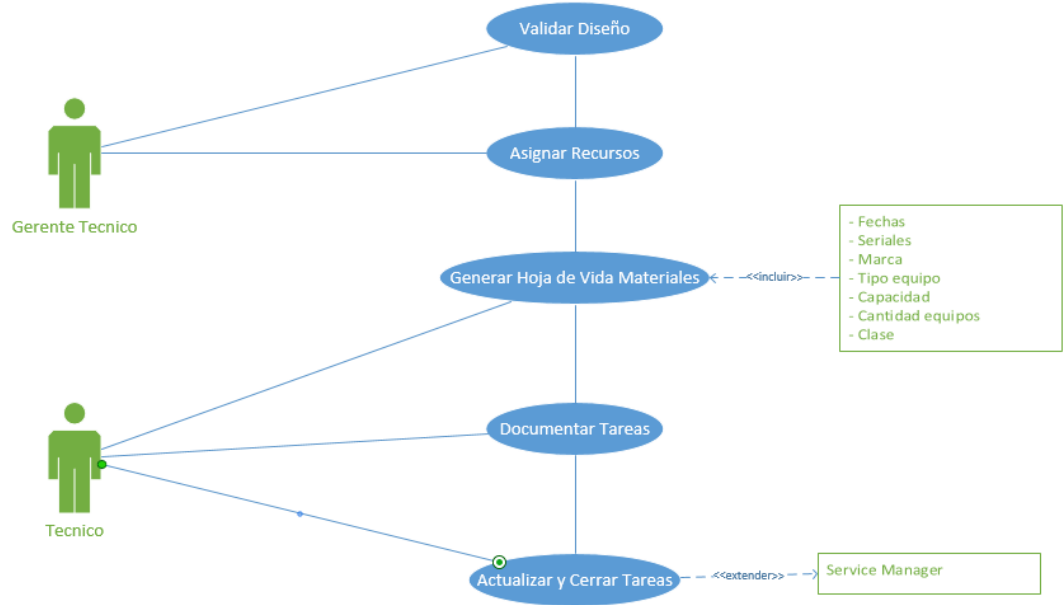 Validar Diseño
Asignar Recursos
Gerente Tecnico
- Fechas
- Seriales
- Marca
- Tipo equipo
- Capacidad
- Cantidad equipos
- Clase
Generar Hoja de Vida Materiales
<<incluir>>
Documentar Tareas
Tecnico
Actualizar y Cerrar Tareas
<<extender>>
Service Manager